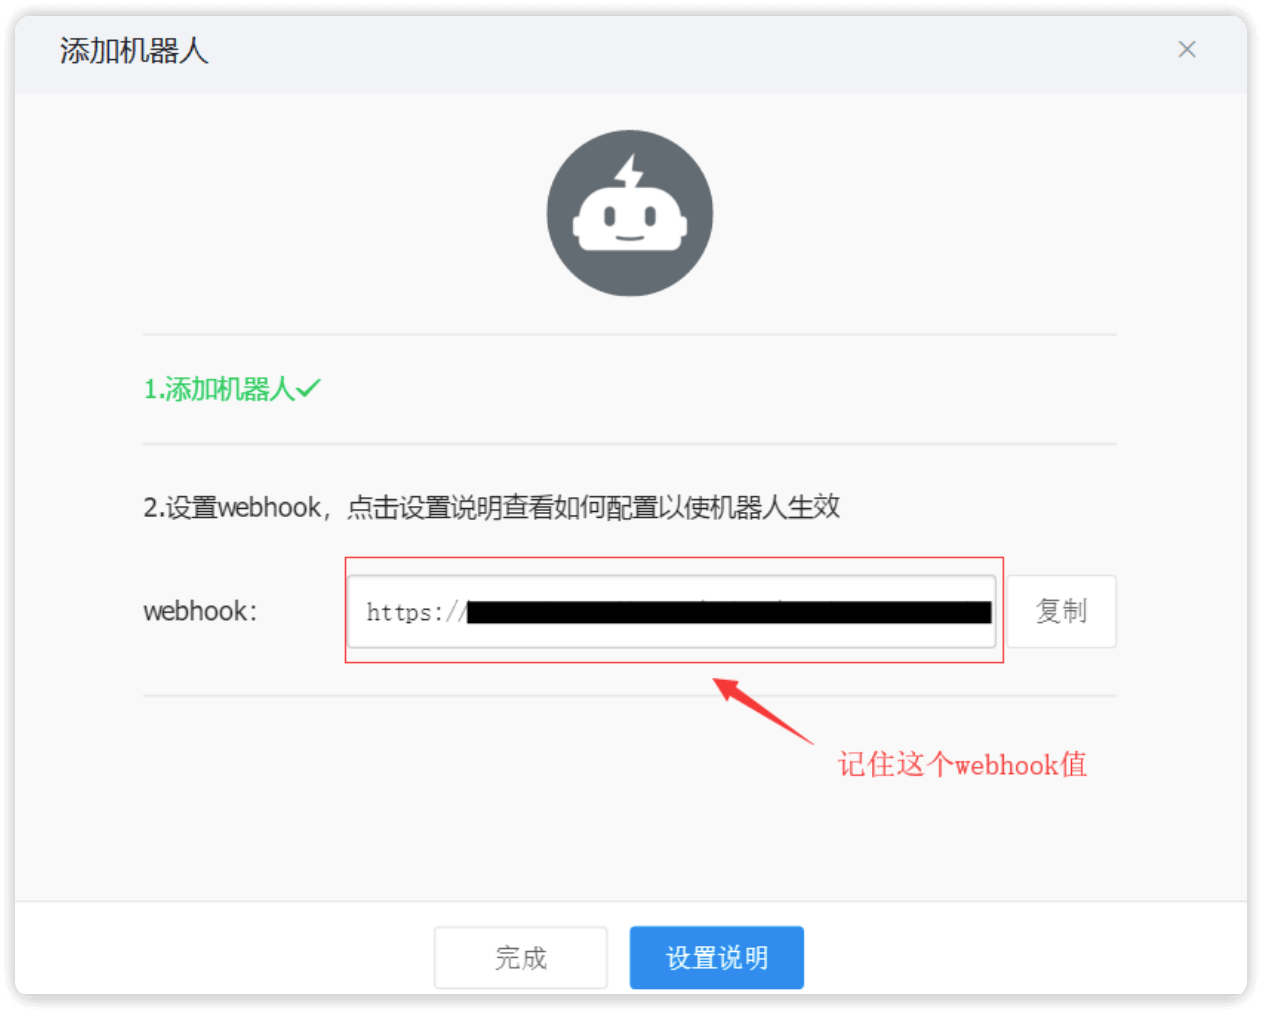 添加机器人
1.添加机器人
2.设置webhook，点击设置说明查看如何配置以使机器人生效
webhook：
https://
复制
记住这个webhook值
完成
设置说明